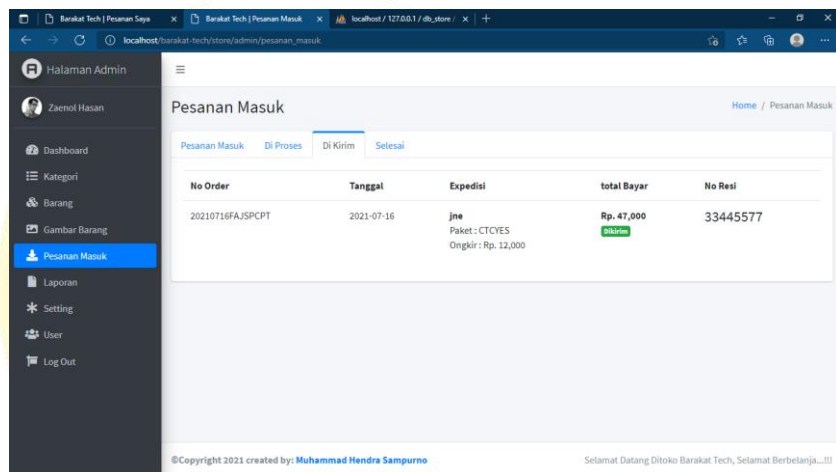 Barakat Tech | Pesanan Saya
Barakat Tech | Pesanan Masuk
localhost / 127.0.0.1 / db_store /
localhost/barakat-tech/store/admin/pesanan_masuk
Halaman Admin
Zaenol Hasan
Dashboard
Kategori
Barang
Gambar Barang
Pesanan Masuk
Laporan
Setting
User
Log Out
Pesanan Masuk
Home / Pesanan Masuk
Pesanan Masuk Di Proses Di Kirim Selesai
No Order Tanggal Expedisi total Bayar No Resi
20210716FAJSPCPT 2021-07-16 jne Rp. 47,000 33445577
Paket : CTCYES Dikirim
Ongkir : Rp. 12,000
©Copyright 2021 created by: Muhammad Hendra Sampurno
Selamat Datang Ditoko Barakat Tech, Selamat Berbelanja...!!!